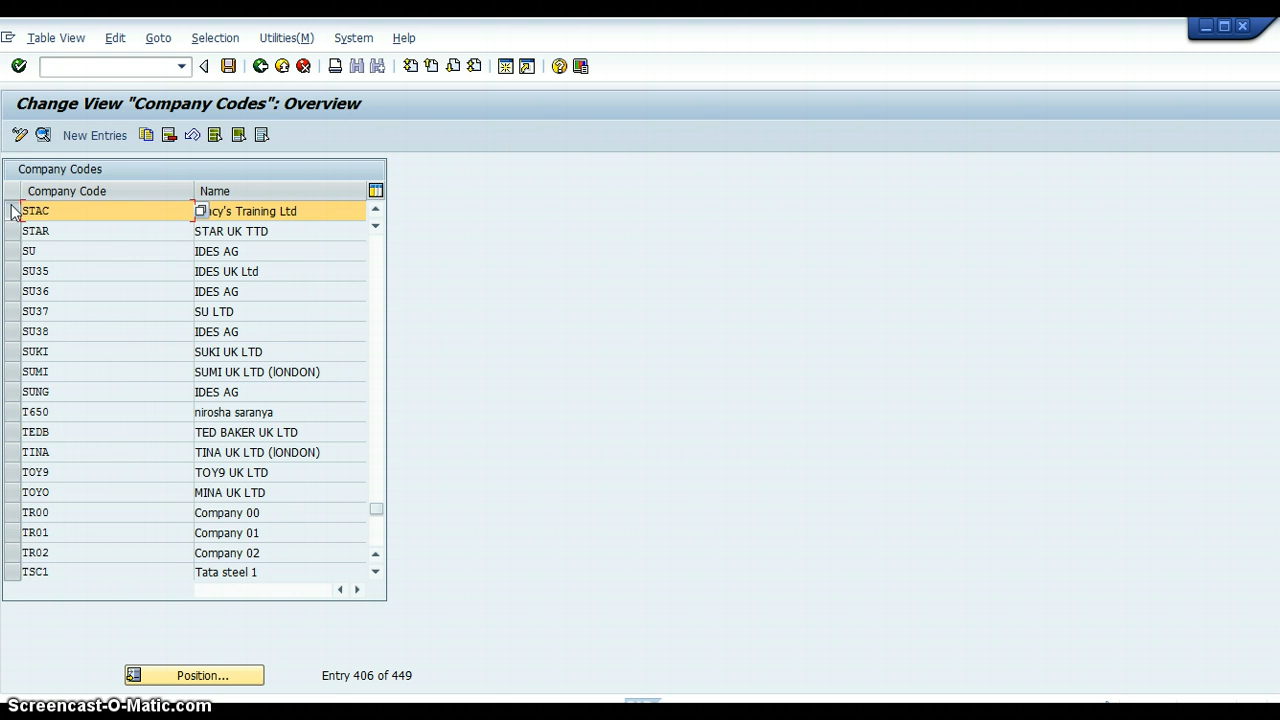 Table View Edit Goto Selection Utilities(M) System Help
Change View "Company Codes": Overview
New Entries
Company Codes
Company Code Name
STAC cy's Training Ltd
STAR STAR UK TTD
SU IDES AG
SU35 IDES UK Ltd
SU36 IDES AG
SU37 SU LTD
SU38 IDES AG
SUKI SUKI UK LTD
SUMI SUMI UK LTD (lONDON)
SUNG IDES AG
T650 nirosha saranya
TEDB TED BAKER UK LTD
TINA TINA UK LTD (lONDON)
TOY9 TOY9 UK LTD
TOYO MINA UK LTD
TR00 Company 00
TR01 Company 01
TR02 Company 02
TSC1 Tata steel 1
Position... Entry 406 of 449
Screencast-O-Matic.com